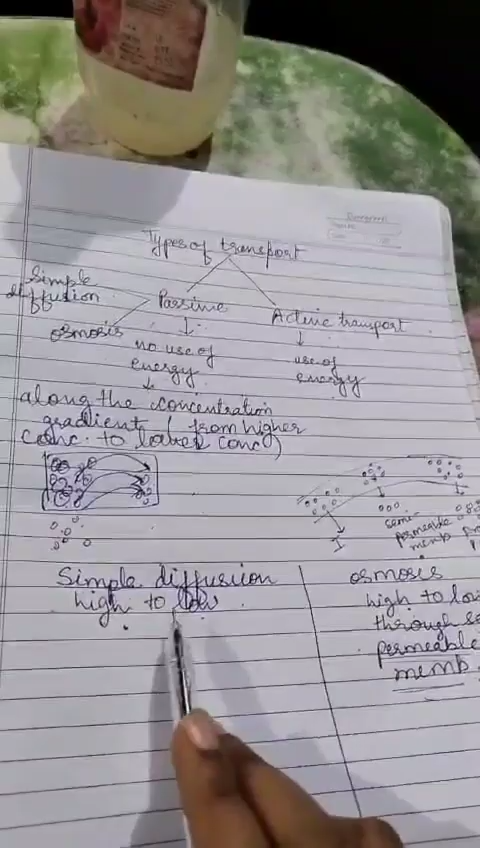 Types of transport
Simple
diffusion
Passive
Active transport
osmosis
no use of
energy
use of
energy
along the concentration
gradient ( from higher
conc. to lower conc)
semi
permeable
memb
Simple diffusion
high to low
osmosis
high to
through
permeable
memb